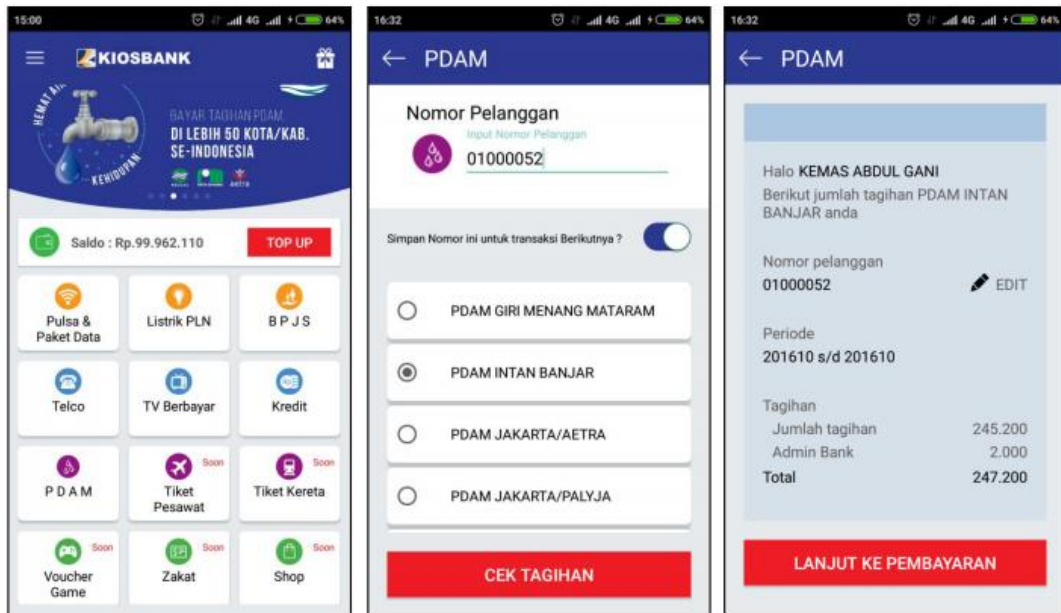 15:00
4G
64%
KIOSBANK
HEMAT AIR
KEHIDUPAN
BAYAR TAGIHAN PDAM
DI LEBIH 50 KOTA/KAB.
SE-INDONESIA
aetra
Saldo : Rp.99.962.110
TOP UP
Pulsa &
Paket Data
Listrik PLN
B P J S
Telco
TV Berbayar
Kredit
P D A M
Soon
Tiket
Pesawat
Soon
Tiket Kereta
Soon
Voucher
Game
Soon
Zakat
Soon
Shop
16:32
4G
64%
PDAM
Nomor Pelanggan
Input Nomor Pelanggan
01000052
Simpan Nomor ini untuk transaksi Berikutnya ?
PDAM GIRI MENANG MATARAM
PDAM INTAN BANJAR
PDAM JAKARTA/AETRA
PDAM JAKARTA/PALYJA
CEK TAGIHAN
16:32
4G
64%
PDAM
Halo KEMAS ABDUL GANI
Berikut jumlah tagihan PDAM INTAN
BANJAR anda
Nomor pelanggan
01000052
EDIT
Periode
201610 s/d 201610
Tagihan
Jumlah tagihan 245.200
Admin Bank 2.000
Total 247.200
LANJUT KE PEMBAYARAN